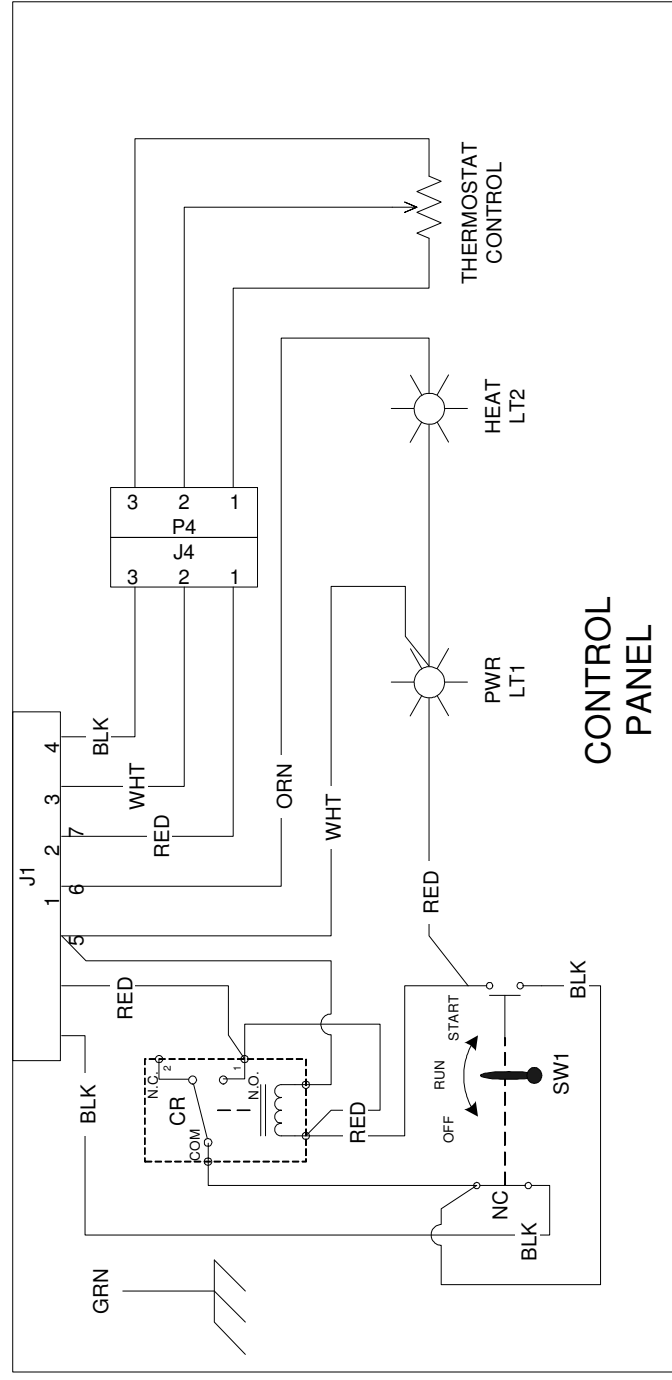 J1
1 2 3 4
5 6 7
BLK
WHT
RED
ORN
WHT
RED
BLK
GRN
3 3
2 2
1 1
J4 P4
N.C.
2
CR
COM
1
N.O.
RED
RED
BLK
OFF RUN START
SW1
NC
BLK
PWR
LT1
HEAT
LT2
THERMOSTAT
CONTROL
CONTROL
PANEL